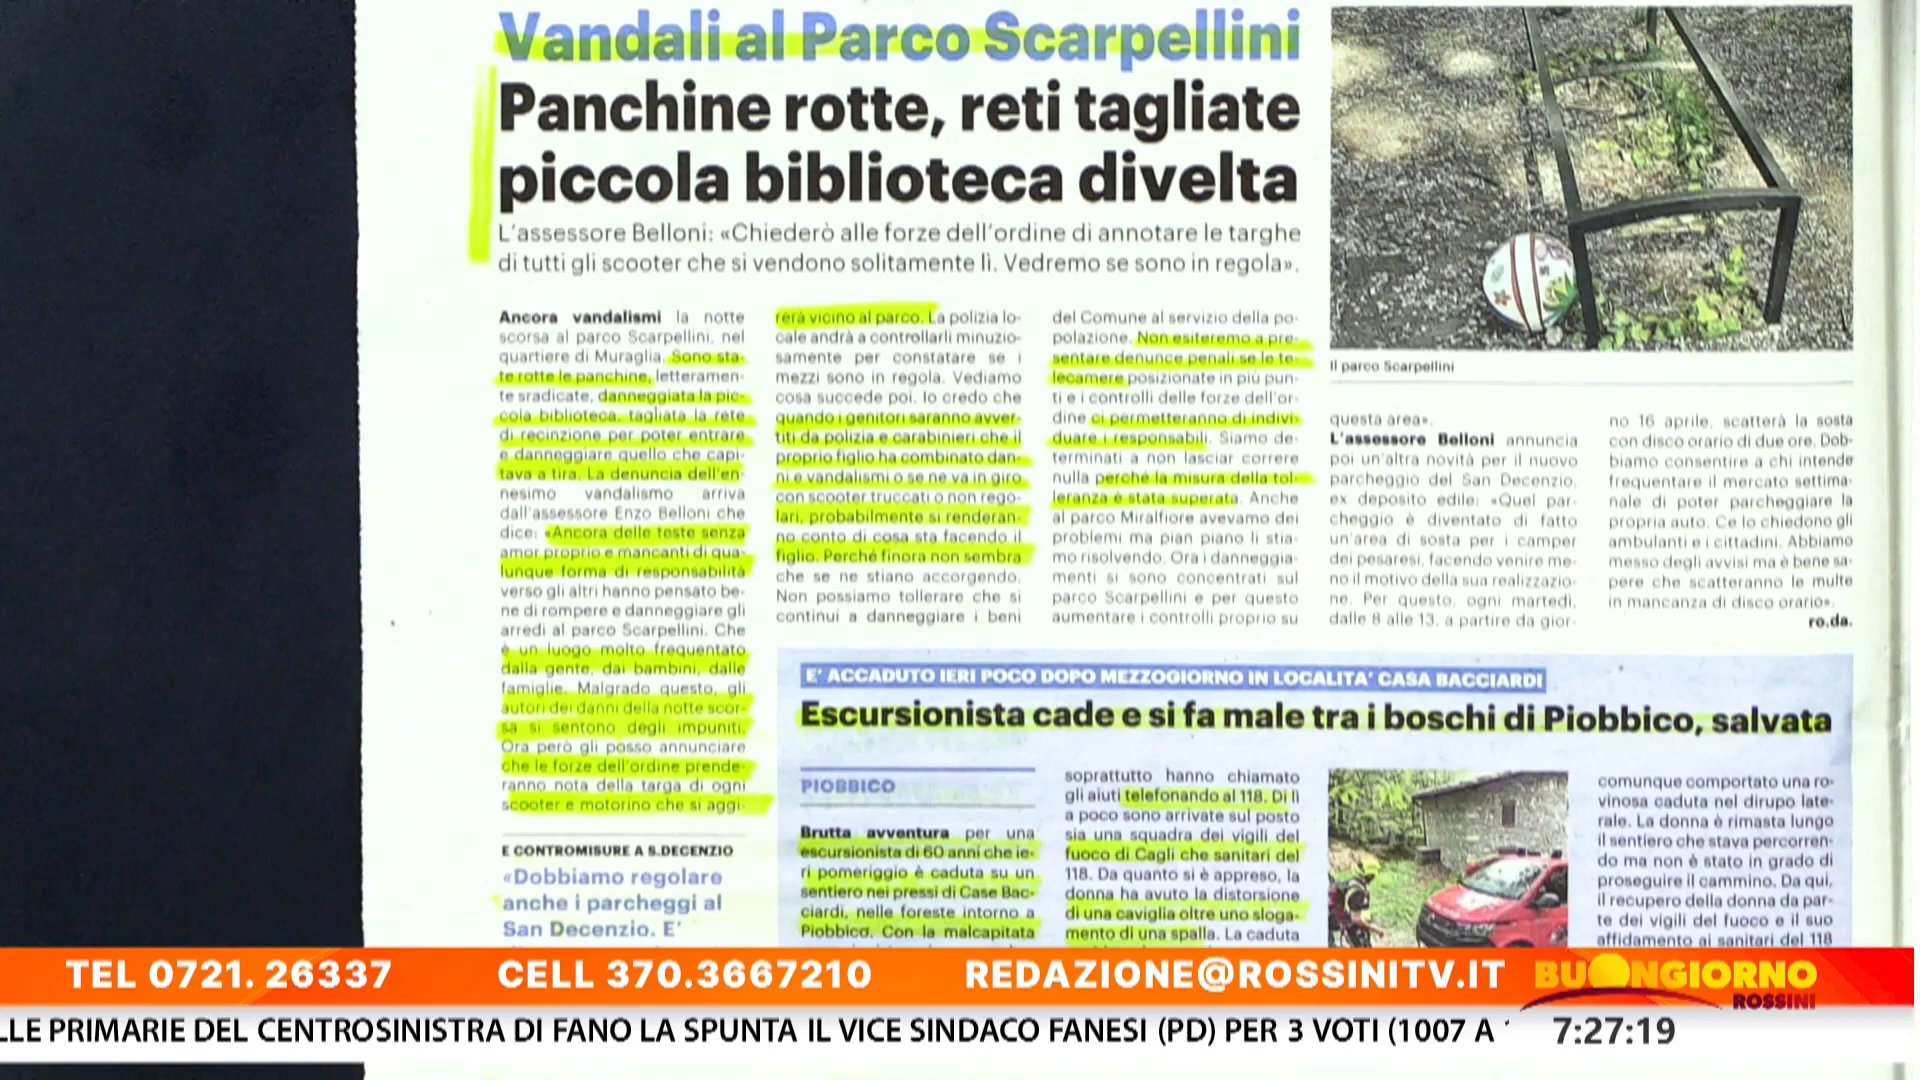 Vandali al Parco Scarpellini
Panchine rotte, reti tagliate
piccola biblioteca divelta
L'assessore Belloni: «Chiederò alle forze dell'ordine di annotare le targhe
di tutti gli scooter che si vendono solitamente lì. Vedremo se sono in regola».
Ancora vandalismi la notte
scorsa al parco Scarpellini, nel
quartiere di Muraglia. Sono sta-
te rotte le panchine, letteramen-
te sradicate, danneggiata la pic-
cola biblioteca, tagliata la rete
di recinzione per poter entrare
e danneggiare quello che capi-
tava a tira. La denuncia dell'en-
nesimo vandalismo arriva
dall'assessore Enzo Belloni che
dice: «Ancora delle teste senza
amor proprio e mancanti di qua-
lunque forma di responsabilità
verso gli altri hanno pensato be-
ne di rompere e danneggiare gli
arredi al parco Scarpellini. Che
è un luogo molto frequentato
dalla gente, dai bambini, dalle
famiglie. Malgrado questo, gli
autori dei danni della notte scor-
sa si sentono degli impuniti.
Ora però gli posso annunciare
che le forze dell'ordine prende-
ranno nota della targa di ogni
scooter e motorino che si aggi-
rerà vicino al parco. La polizia lo-
cale andrà a controllarli minuzio-
samente per constatare se i
mezzi sono in regola. Vediamo
cosa succede poi. Io credo che
quando i genitori saranno avver-
titi da polizia e carabinieri che il
proprio figlio ha combinato dan-
ni e vandalismi o se ne va in giro
con scooter truccati o non rego-
lari, probabilmente si renderan-
no conto di cosa sta facendo il
figlio. Perché finora non sembra
che se ne stiano accorgendo.
Non possiamo tollerare che si
continui a danneggiare i beni
del Comune al servizio della po-
polazione. Non esiteremo a pre-
sentare denunce penali se le te-
lecamere posizionate in più pun-
ti e i controlli delle forze dell'or-
dine ci permetteranno di indivi-
duare i responsabili. Siamo de-
terminati a non lasciar correre
nulla perché la misura della tol-
leranza è stata superata. Anche
al parco Miralfiore avevamo dei
problemi ma pian piano li stia-
mo risolvendo. Ora i danneggia-
menti si sono concentrati sul
parco Scarpellini e per questo
aumentare i controlli proprio su
Il parco Scarpellini
questa area».
L'assessore Belloni annuncia
poi un'altra novità per il nuovo
parcheggio del San Decenzio,
ex deposito edile: «Quel par-
cheggio è diventato di fatto
un'area di sosta per i camper
dei pesaresi, facendo venire me-
no il motivo della sua realizzazio-
ne. Per questo, ogni martedì,
dalle 8 alle 13, a partire da gior-
no 16 aprile, scatterà la sosta
con disco orario di due ore. Dob-
biamo consentire a chi intende
frequentare il mercato settima-
nale di poter parcheggiare la
propria auto. Ce lo chiedono gli
ambulanti e i cittadini. Abbiamo
messo degli avvisi ma è bene sa-
pere che scatteranno le multe
in mancanza di disco orario».
ro.da.
E CONTROMISURE A S.DECENZIO
«Dobbiamo regolare
anche i parcheggi al
San Decenzio. E'
E' ACCADUTO IERI POCO DOPO MEZZOGIORNO IN LOCALITA' CASA BACCIARDI
Escursionista cade e si fa male tra i boschi di Piobbico, salvata
PIOBBICO
Brutta avventura per una
escursionista di 60 anni che ie-
ri pomeriggio è caduta su un
sentiero nei pressi di Case Bac-
ciardi, nelle foreste intorno a
Piobbico. Con la malcapitata
soprattutto hanno chiamato
gli aiuti telefonando al 118. Di lì
a poco sono arrivate sul posto
sia una squadra dei vigili del
fuoco di Cagli che sanitari del
118. Da quanto si è appreso, la
donna ha avuto la distorsione
di una caviglia oltre uno sloga-
mento di una spalla. La caduta
comunque comportato una ro-
vinosa caduta nel dirupo late-
rale. La donna è rimasta lungo
il sentiero che stava percorren-
do ma non è stato in grado di
proseguire il cammino. Da qui,
il recupero della donna da par-
te dei vigili del fuoco e il suo
affidamento ai sanitari del 118
TEL 0721.26337 CELL 370.3667210 REDAZIONE@ROSSINITV.IT BUONGIORNO
ROSSINI
LLE PRIMARIE DEL CENTROSINISTRA DI FANO LA SPUNTA IL VICE SINDACO FANESI (PD) PER 3 VOTI (1007 A
7:27:19